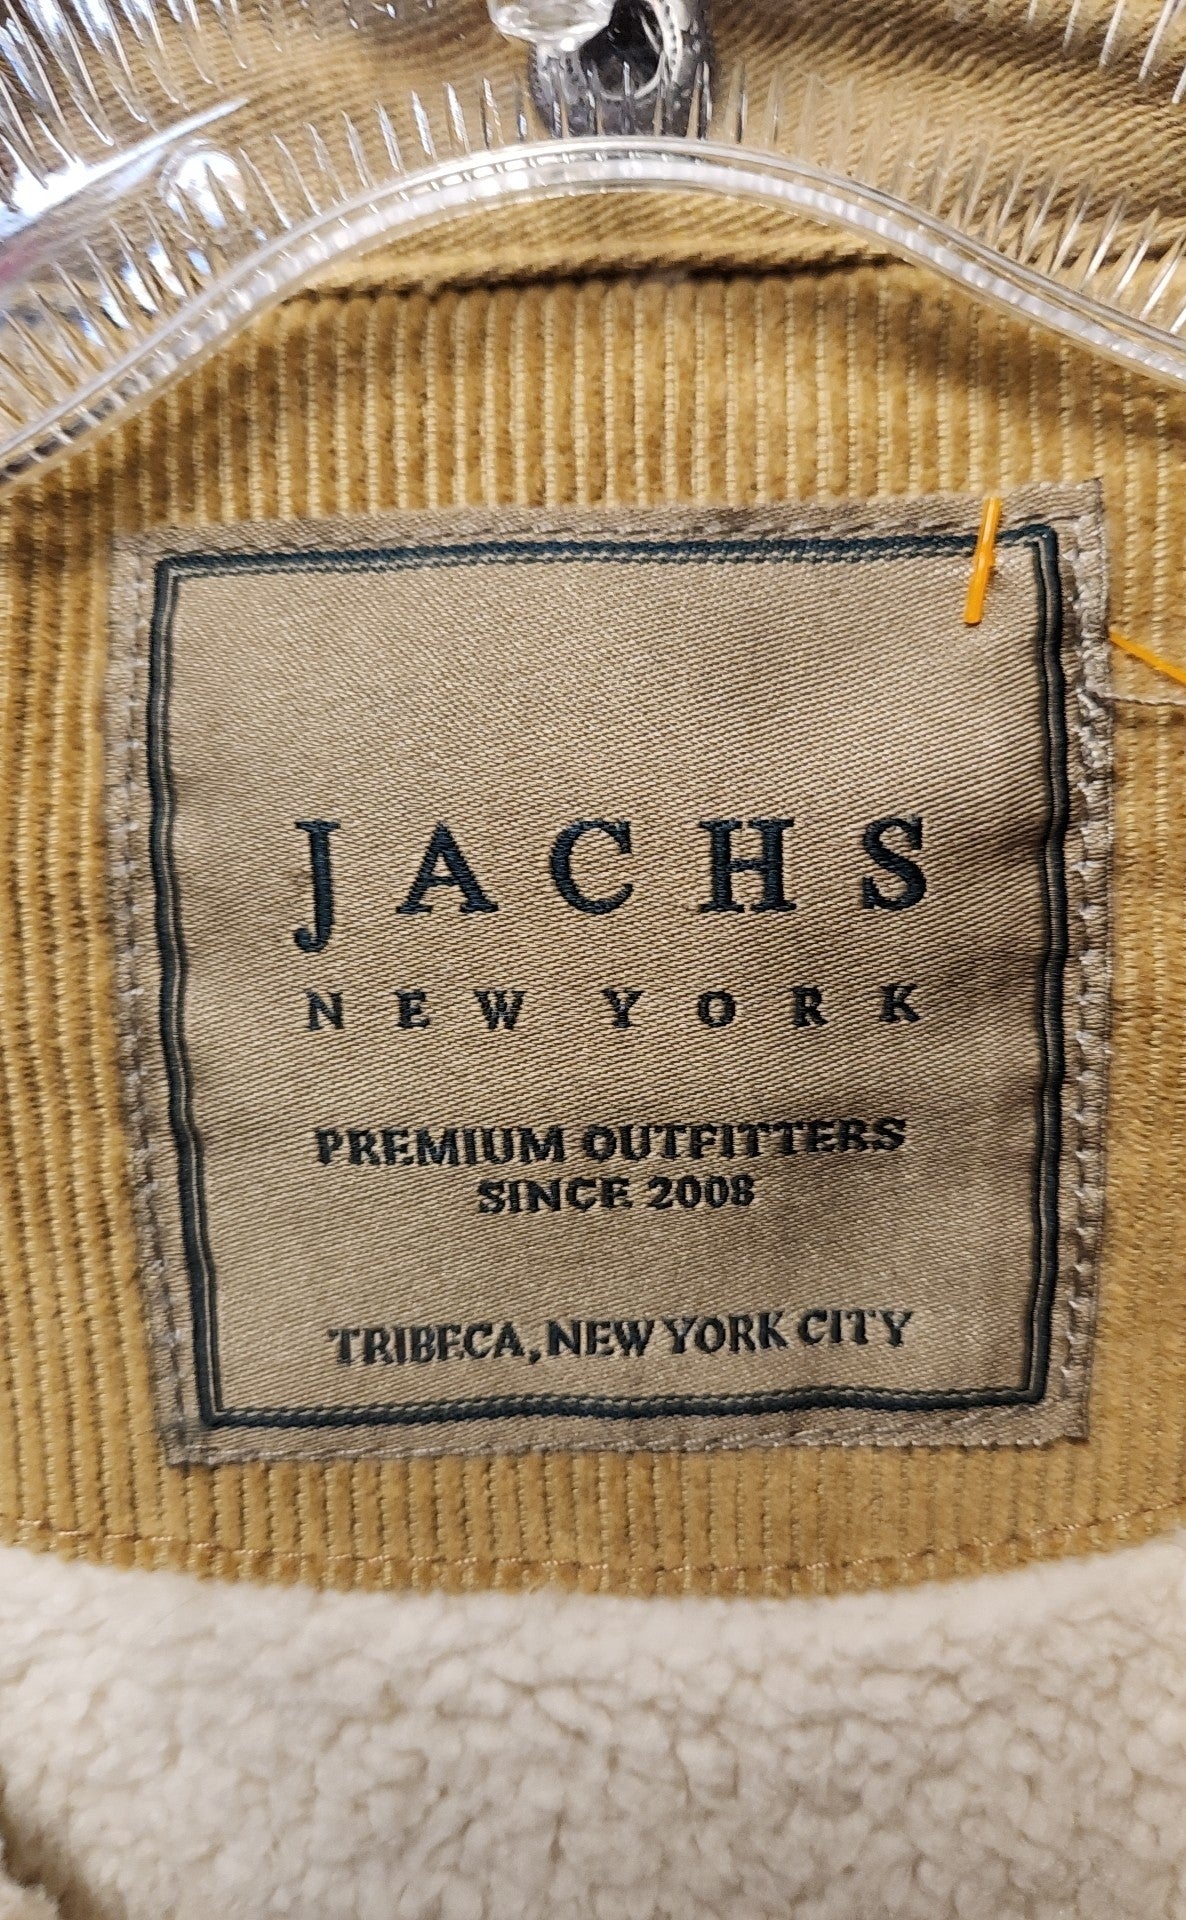 JACHS
NEW YORK
PREMIUM OUTFITTERS
SINCE 2008
TRIBECA, NEW YORK CITY